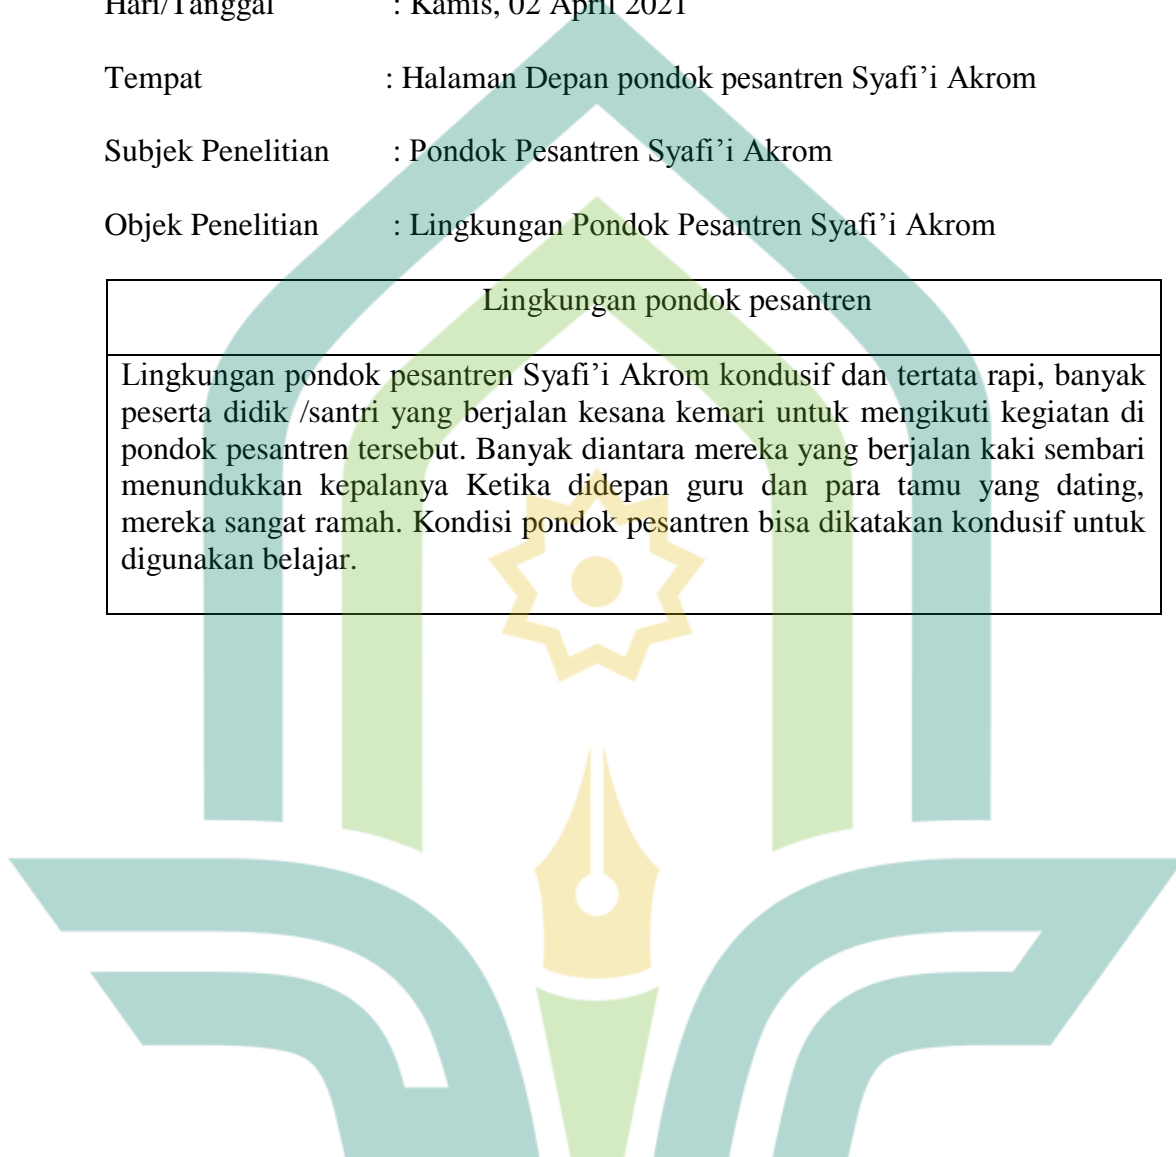 Hari/Tanggal : Kamis, 02 April 2021
Tempat : Halaman Depan pondok pesantren Syafi’i Akrom
Subjek Penelitian : Pondok Pesantren Syafi’i Akrom
Objek Penelitian : Lingkungan Pondok Pesantren Syafi’i Akrom
Lingkungan pondok pesantren
Lingkungan pondok pesantren Syafi’i Akrom kondusif dan tertata rapi, banyak
peserta didik /santri yang berjalan kesana kemari untuk mengikuti kegiatan di
pondok pesantren tersebut. Banyak diantara mereka yang berjalan kaki sembari
menundukkan kepalanya Ketika didepan guru dan para tamu yang dating,
mereka sangat ramah. Kondisi pondok pesantren bisa dikatakan kondusif untuk
digunakan belajar.